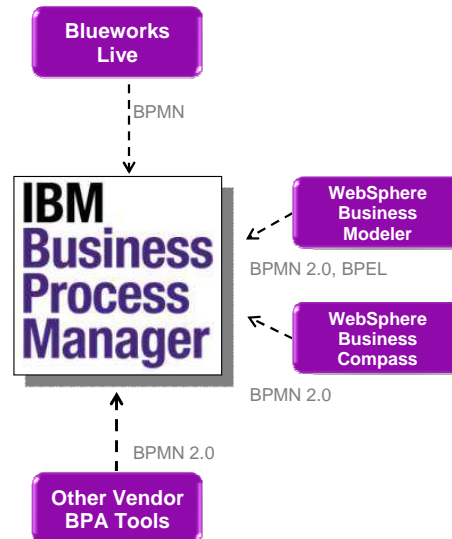 Blueworks
Live
BPMN
IBM
Business
Process
Manager
WebSphere
Business
Modeler
BPMN 2.0, BPEL
WebSphere
Business
Compass
BPMN 2.0
BPMN 2.0
Other Vendor
BPA Tools